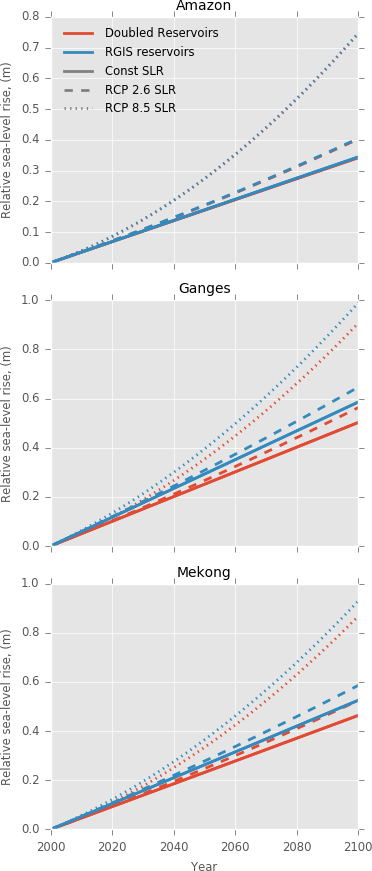 Amazon
Relative sea-level rise, (m)
0.8
0.7
0.6
0.5
0.4
0.3
0.2
0.1
0.0
Doubled Reservoirs
RGIS reservoirs
Const SLR
RCP 2.6 SLR
RCP 8.5 SLR
Ganges
Relative sea-level rise, (m)
1.0
0.8
0.6
0.4
0.2
0.0
Mekong
Relative sea-level rise, (m)
1.0
0.8
0.6
0.4
0.2
0.0
2000 2020 2040 2060 2080 2100
Year